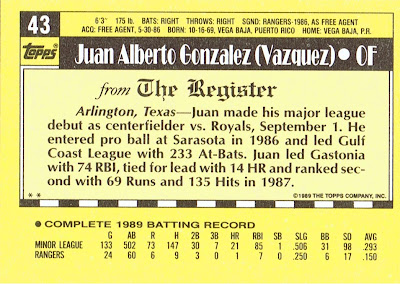 43
6'3" 175 lb. BATS: RIGHT THROWS: RIGHT SGND: RANGERS-1986, AS FREE AGENT
ACQ: FREE AGENT, 5-30-86 BORN: 10-16-69, VEGA BAJA, PUERTO RICO HOME: VEGA BAJA, P.R.
TOPPS Juan Alberto Gonzalez (Vazquez) • OF
from The Register
Arlington, Texas—Juan made his major league
debut as centerfielder vs. Royals, September 1. He
entered pro ball at Sarasota in 1986 and led Gulf
Coast League with 233 At-Bats. Juan led Gastonia
with 74 RBI, tied for lead with 14 HR and ranked sec-
ond with 69 Runs and 135 Hits in 1987.
* * ©1989 THE TOPPS COMPANY, INC.
• COMPLETE 1989 BATTING RECORD
G AB R H 2B 3B HR RBI SB SLG BB SO AVG
MINOR LEAGUE 133 502 73 147 30 7 21 85 1 .506 31 98 .293
RANGERS 24 60 6 9 3 0 1 7 0 .250 6 17 .150